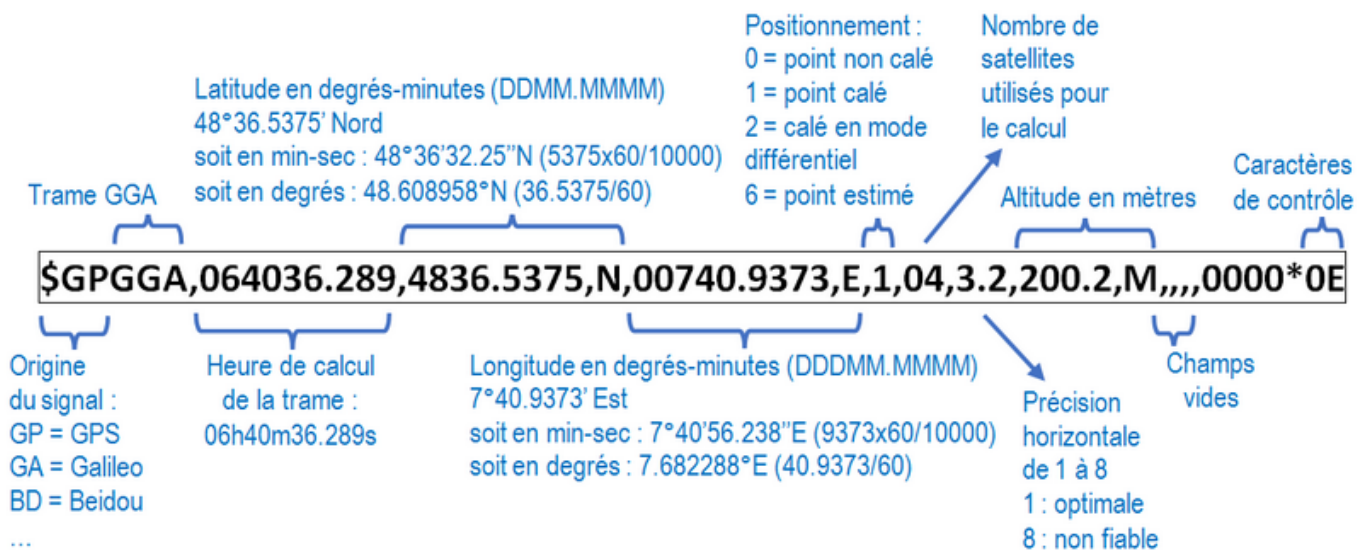 Positionnement :
0 = point non calé
1 = point calé
2 = calé en mode
différentiel
6 = point estimé
Nombre de
satellites
utilisés pour
le calcul
Latitude en degrés-minutes (DDMM.MMMM)
48°36.5375' Nord
soit en min-sec : 48°36'32.25''N (5375x60/10000)
soit en degrés : 48.608958°N (36.5375/60)
Trame GGA
Altitude en mètres
Caractères
de contrôle
$GPGGA,064036.289,4836.5375,N,00740.9373,E,1,04,3.2,200.2,M,,,,0000*0E
Origine
du signal :
GP = GPS
GA = Galileo
BD = Beidou
...
Heure de calcul
de la trame :
06h40m36.289s
Longitude en degrés-minutes (DDDMM.MMMM)
7°40.9373' Est
soit en min-sec : 7°40'56.238''E (9373x60/10000)
soit en degrés : 7.682288°E (40.9373/60)
Précision
horizontale
de 1 à 8
1 : optimale
8 : non fiable
Champs
vides